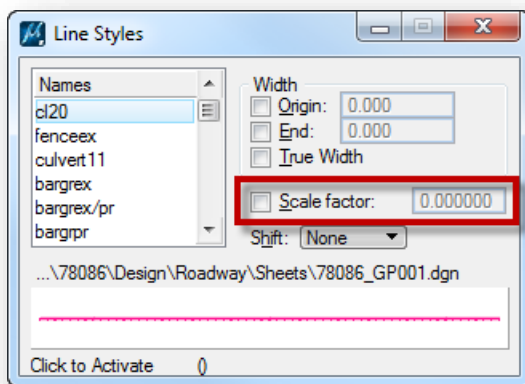 Line Styles
Names
cl20
fenceex
culvert11
bargrex
bargrex/pr
bargrpr
Width
Origin: 0.000
End: 0.000
True Width
Scale factor: 0.000000
Shift: None
...\78086\Design\Roadway\Sheets\78086_GP001.dgn
Click to Activate ()